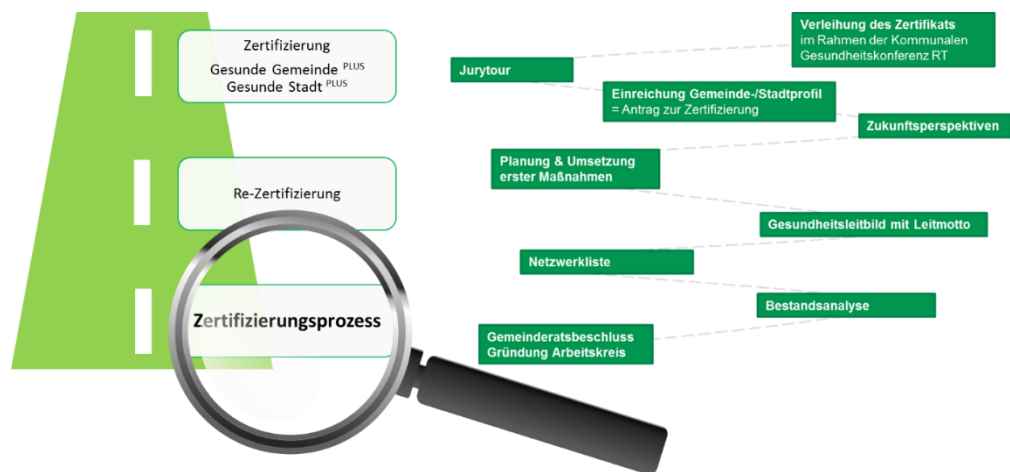 Zertifizierung
Gesunde Gemeinde PLUS
Gesunde Stadt PLUS
Re-Zertifizierung
Zertifizierungsprozess
Verleihung des Zertifikats
im Rahmen der Kommunalen
Gesundheitskonferenz RT
Jurytour
Einreichung Gemeinde-/Stadtprofil
= Antrag zur Zertifizierung
Zukunftsperspektiven
Planung & Umsetzung
erster Maßnahmen
Gesundheitsleitbild mit Leitmotto
Netzwerkliste
Bestandsanalyse
Gemeinderatsbeschluss
Gründung Arbeitskreis